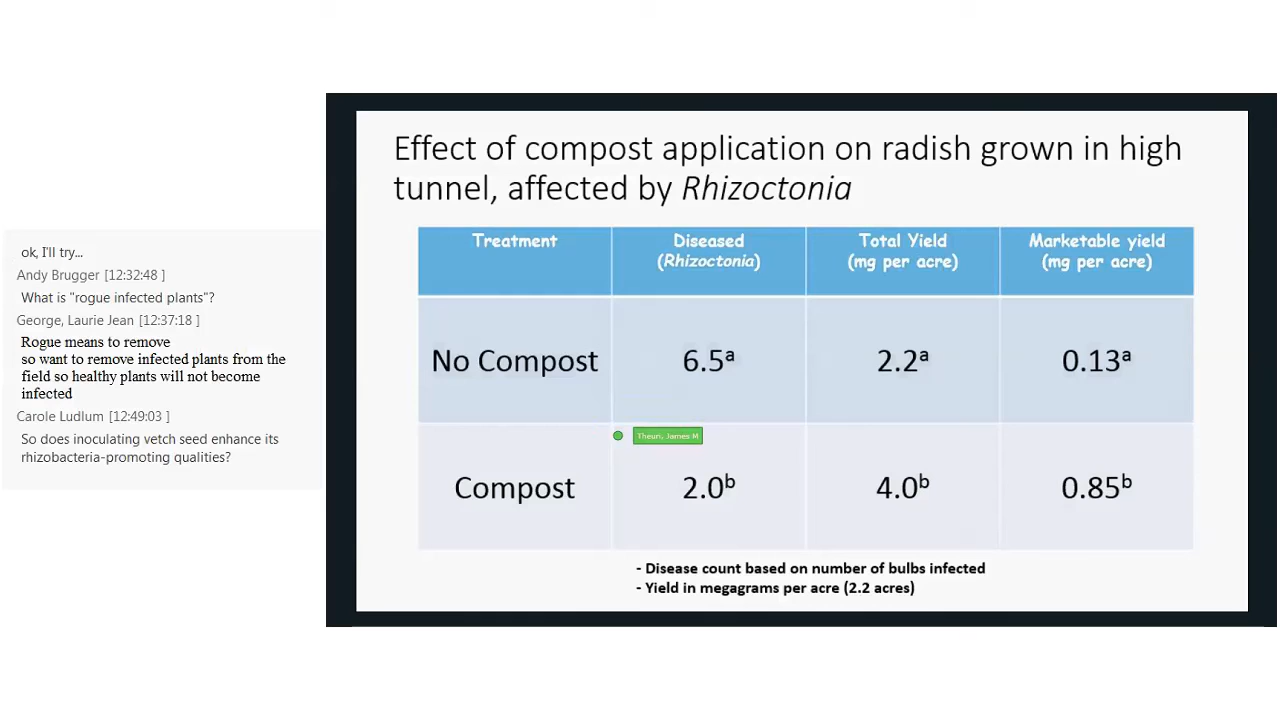 ok, I'll try...
Andy Brugger [12:32:48 ]
What is "rogue infected plants"?
George, Laurie Jean [12:37:18 ]
Rogue means to remove
so want to remove infected plants from the
field so healthy plants will not become
infected
Carole Ludlum [12:49:03 ]
So does inoculating vetch seed enhance its
rhizobacteria-promoting qualities?
Effect of compost application on radish grown in high
tunnel, affected by Rhizoctonia
Treatment
Diseased
(Rhizoctonia)
Total Yield
(mg per acre)
Marketable yield
(mg per acre)
No Compost
6.5ᵃ
2.2ᵃ
0.13ᵃ
Theuri, James M
Compost
2.0ᵇ
4.0ᵇ
0.85ᵇ
- Disease count based on number of bulbs infected
- Yield in megagrams per acre (2.2 acres)